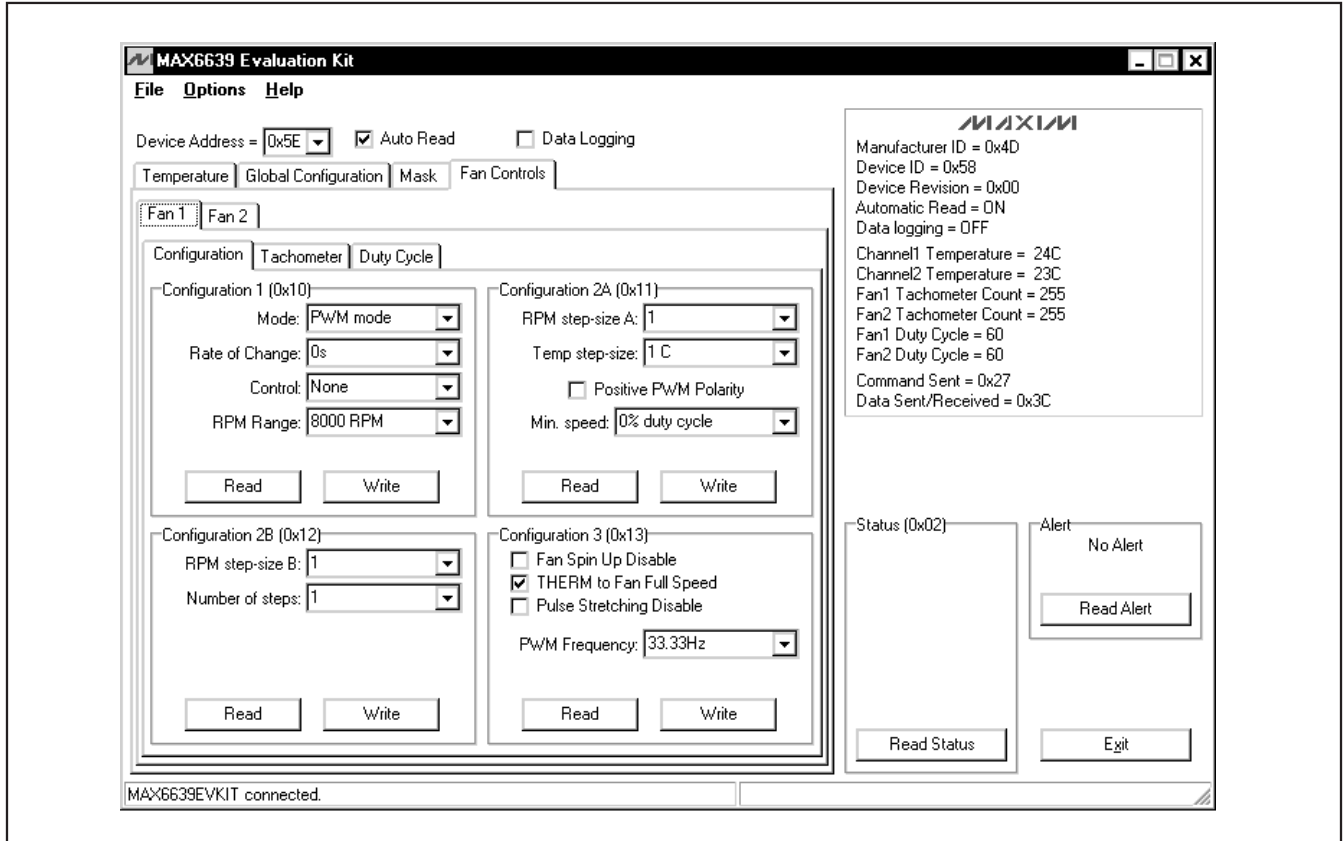 MAX6639 Evaluation Kit
File Options Help
Device Address = 0x5E Auto Read Data Logging
Temperature Global Configuration Mask Fan Controls
Fan 1 Fan 2
Configuration Tachometer Duty Cycle
Configuration 1 (0x10)
Mode: PWM mode
Rate of Change: 0s
Control: None
RPM Range: 8000 RPM
Read Write
Configuration 2A (0x11)
RPM step-size A: 1
Temp step-size: 1 C
Positive PWM Polarity
Min. speed: 0% duty cycle
Read Write
Configuration 2B (0x12)
RPM step-size B: 1
Number of steps: 1
Read Write
Configuration 3 (0x13)
Fan Spin Up Disable
THERM to Fan Full Speed
Pulse Stretching Disable
PWM Frequency: 33.33Hz
Read Write
MAXIM
Manufacturer ID = 0x4D
Device ID = 0x58
Device Revision = 0x00
Automatic Read = ON
Data logging = OFF
Channel1 Temperature = 24C
Channel2 Temperature = 23C
Fan1 Tachometer Count = 255
Fan2 Tachometer Count = 255
Fan1 Duty Cycle = 60
Fan2 Duty Cycle = 60
Command Sent = 0x27
Data Sent/Received = 0x3C
Status (0x02)
Read Status
Alert
No Alert
Read Alert
Exit
MAX6639EVKIT connected.